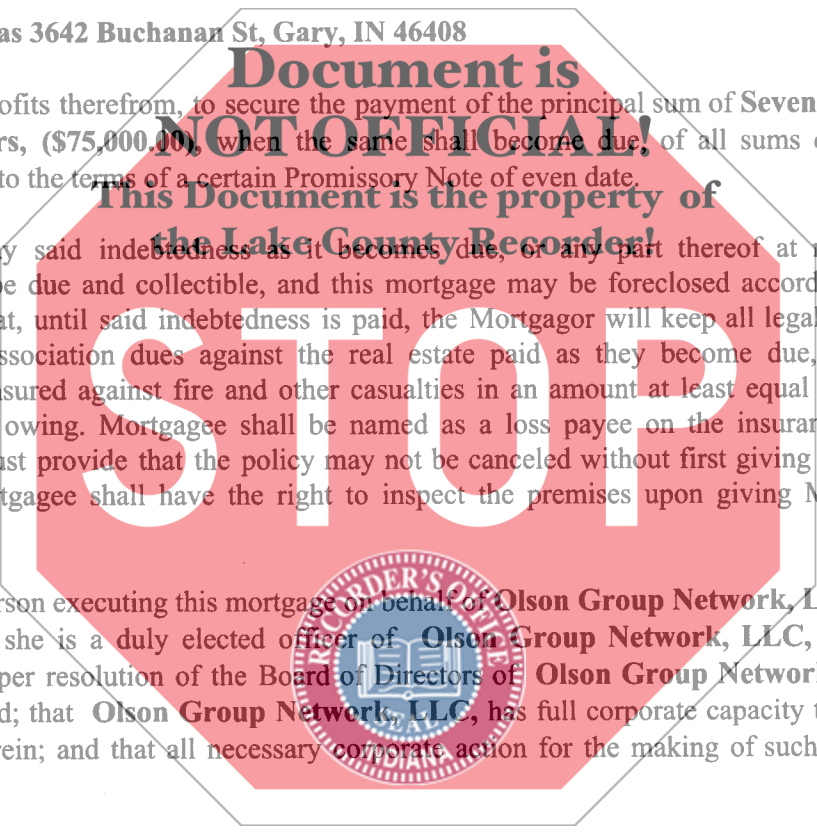 as 3642 Buchanan St, Gary, IN 46408
Document is
ofits therefrom, to secure the payment of the principal sum of Seven
NOT OFFICIAL!
rs, ($75,000.00), when the same shall become due, of all sums
to the terms of a certain Promissory Note of even date.
This Document is the property of
the Lake County Recorder!
y said indebtedness as it becomes due, or any part thereof at
be due and collectible, and this mortgage may be foreclosed accord
at, until said indebtedness is paid, the Mortgagor will keep all legal
ssociation dues against the real estate paid as they become due,
nsured against fire and other casualties in an amount at least equal
STOP
owing. Mortgagee shall be named as a loss payee on the insuran
ust provide that the policy may not be canceled without first giving
rtgagee shall have the right to inspect the premises upon giving M
rson executing this mortgage on behalf of Olson Group Network, L
she is a duly elected officer of Olson Group Network, LLC,
per resolution of the Board of Directors of Olson Group Networ
d; that Olson Group Network, LLC, has full corporate capacity t
rein; and that all necessary corporate action for the making of such
RECORDER'S OFFICE
SEAL
INDIANA